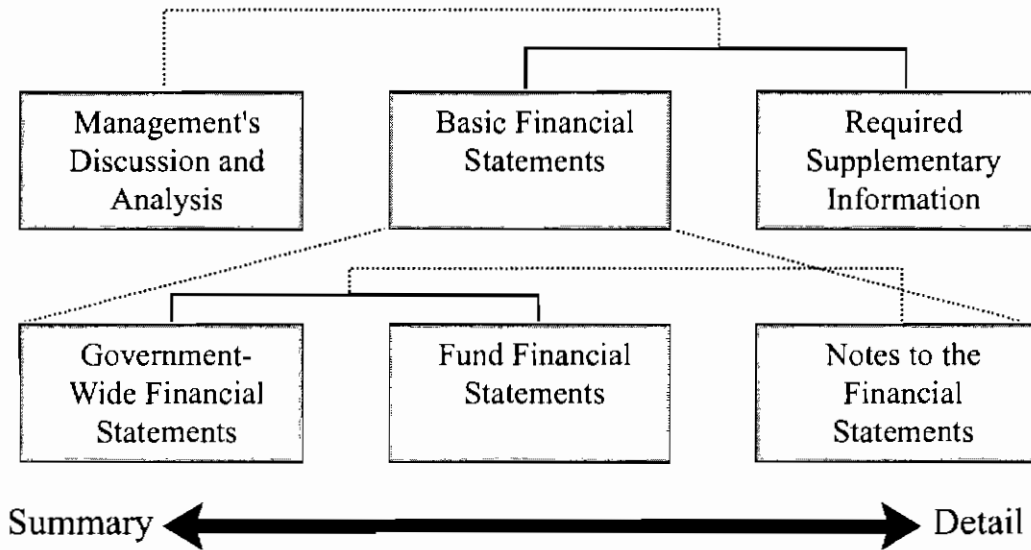 Management's
Discussion and
Analysis
Basic Financial
Statements
Required
Supplementary
Information
Government-
Wide Financial
Statements
Fund Financial
Statements
Notes to the
Financial
Statements
Summary
Detail